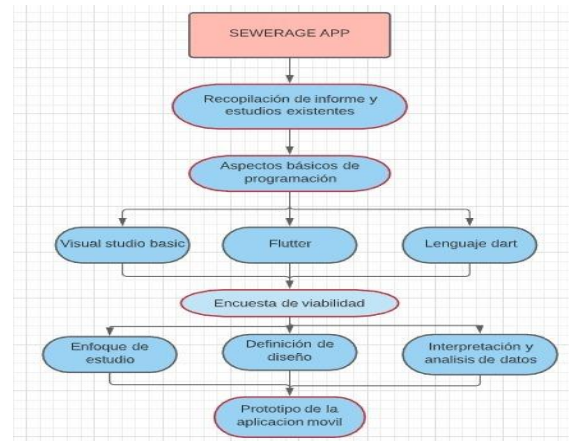 SEWERAGE APP
Recopilación de informe y
estudios existentes
Aspectos básicos de
programación
Visual studio basic
Flutter
Lenguaje dart
Encuesta de viabilidad
Enfoque de
estudio
Definición de
diseño
Interpretación y
analisis de datos
Prototipo de la
aplicacion movil